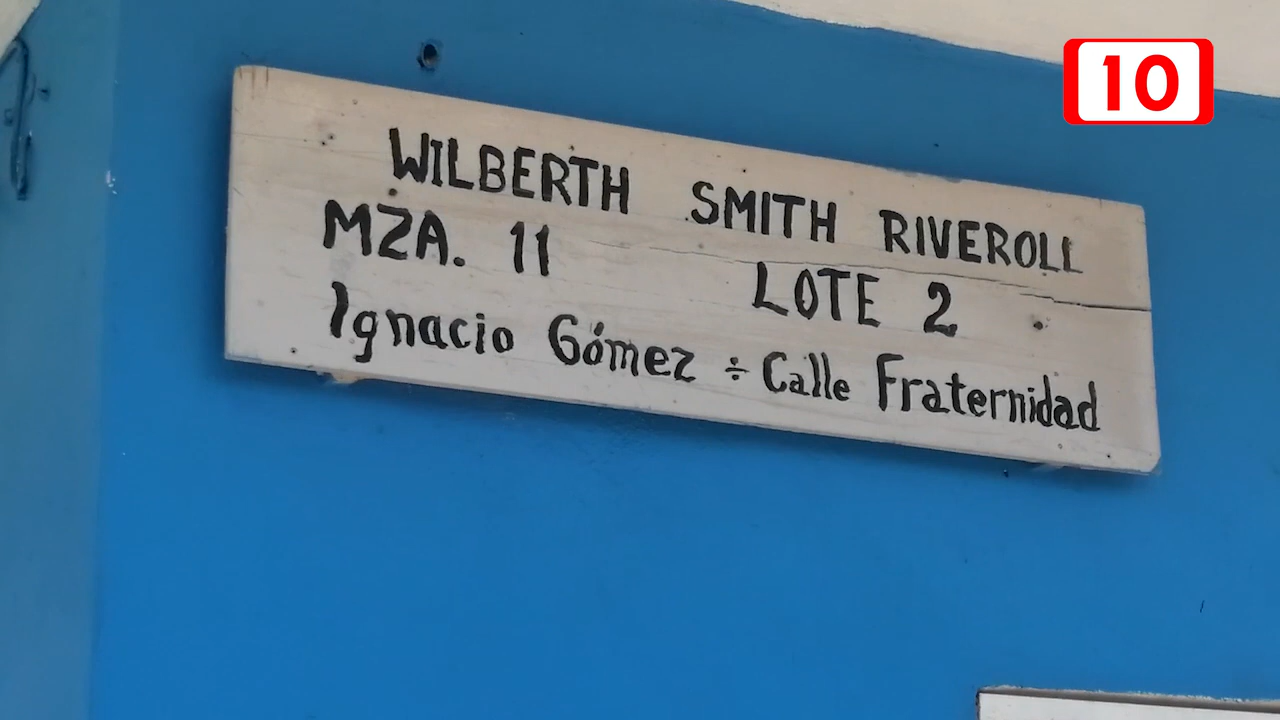 10
WILBERTH SMITH RIVEROLL
MZA. 11 LOTE 2
Ignacio Gómez ÷ Calle Fraternidad